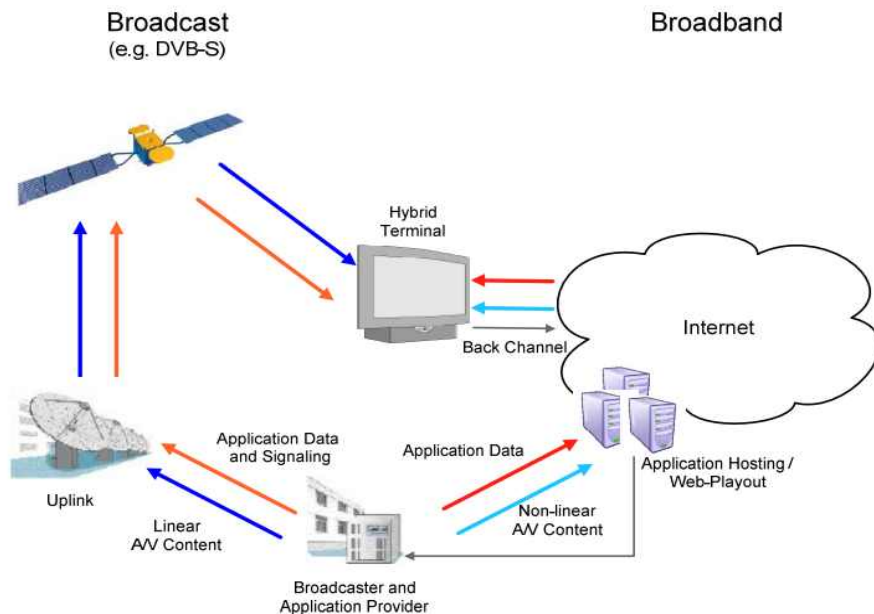 Broadcast
(e.g. DVB-S)
Broadband
Hybrid
Terminal
Internet
Back Channel
Application Data
and Signaling
Application Data
Application Hosting /
Web-Playout
Uplink
Linear
A/V Content
Non-linear
A/V Content
Broadcaster and
Application Provider